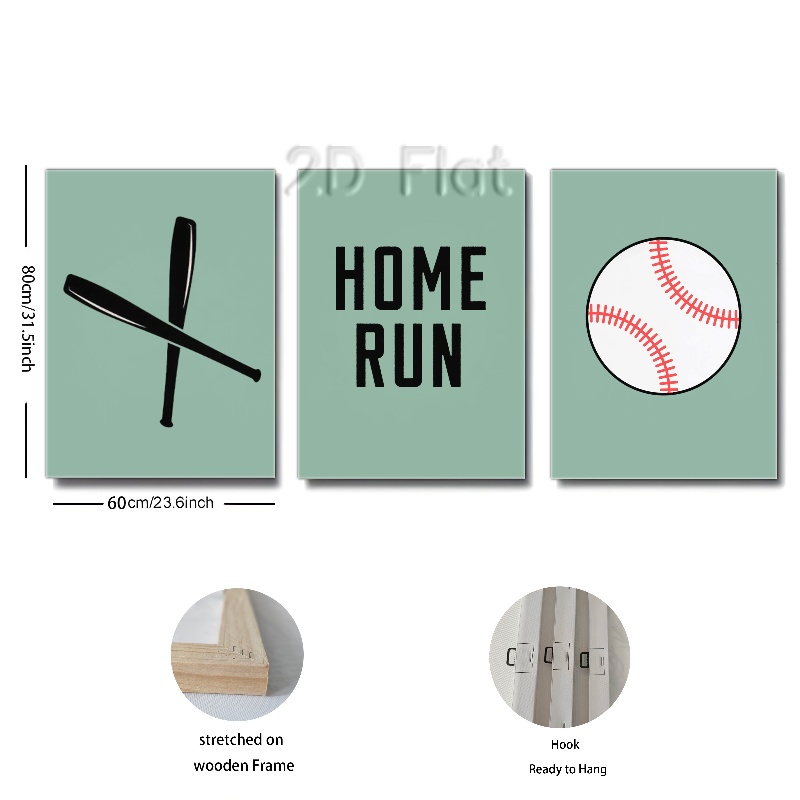 2D Flat
HOME
RUN
80cm/31.5inch
60cm/23.6inch
stretched on
wooden Frame
Hook
Ready to Hang